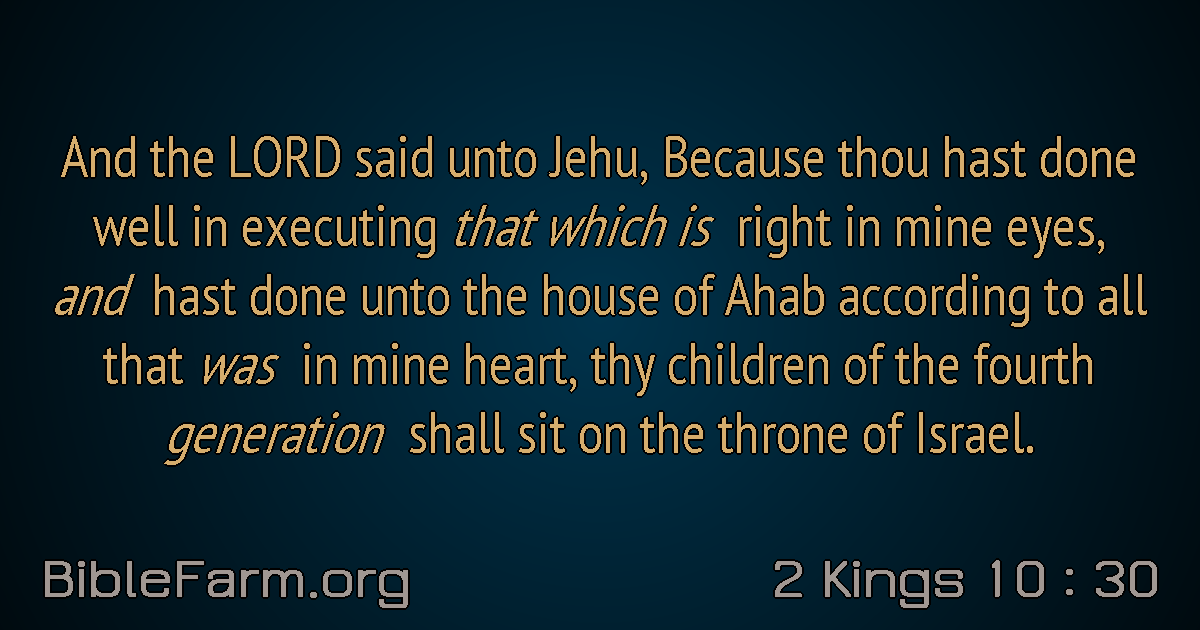 And the LORD said unto Jehu, Because thou hast done
well in executing that which is right in mine eyes,
and hast done unto the house of Ahab according to all
that was in mine heart, thy children of the fourth
generation shall sit on the throne of Israel.
BibleFarm.org
2 Kings 10 : 30